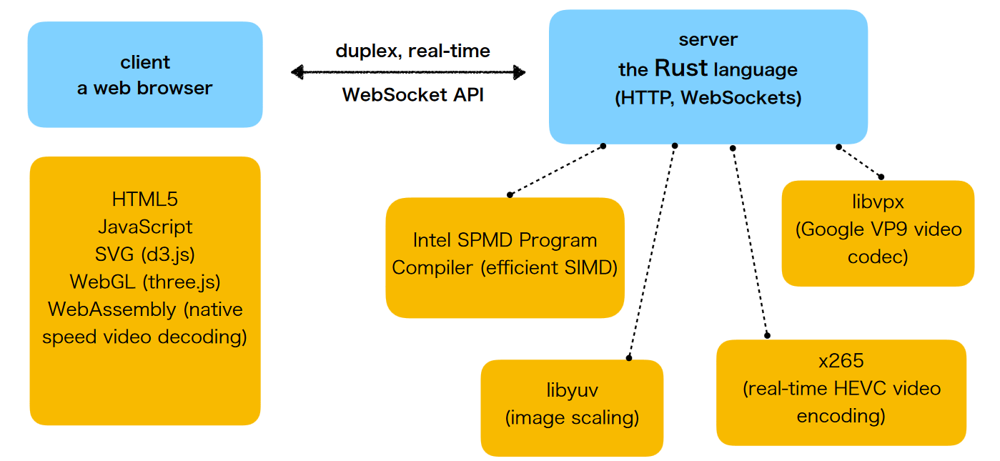 client
a web browser
duplex, real-time
WebSocket API
server
the Rust language
(HTTP, WebSockets)
HTML5
JavaScript
SVG (d3.js)
WebGL (three.js)
WebAssembly (native
speed video decoding)
Intel SPMD Program
Compiler (efficient SIMD)
libyuv
(image scaling)
x265
(real-time HEVC video
encoding)
libvpx
(Google VP9 video
codec)